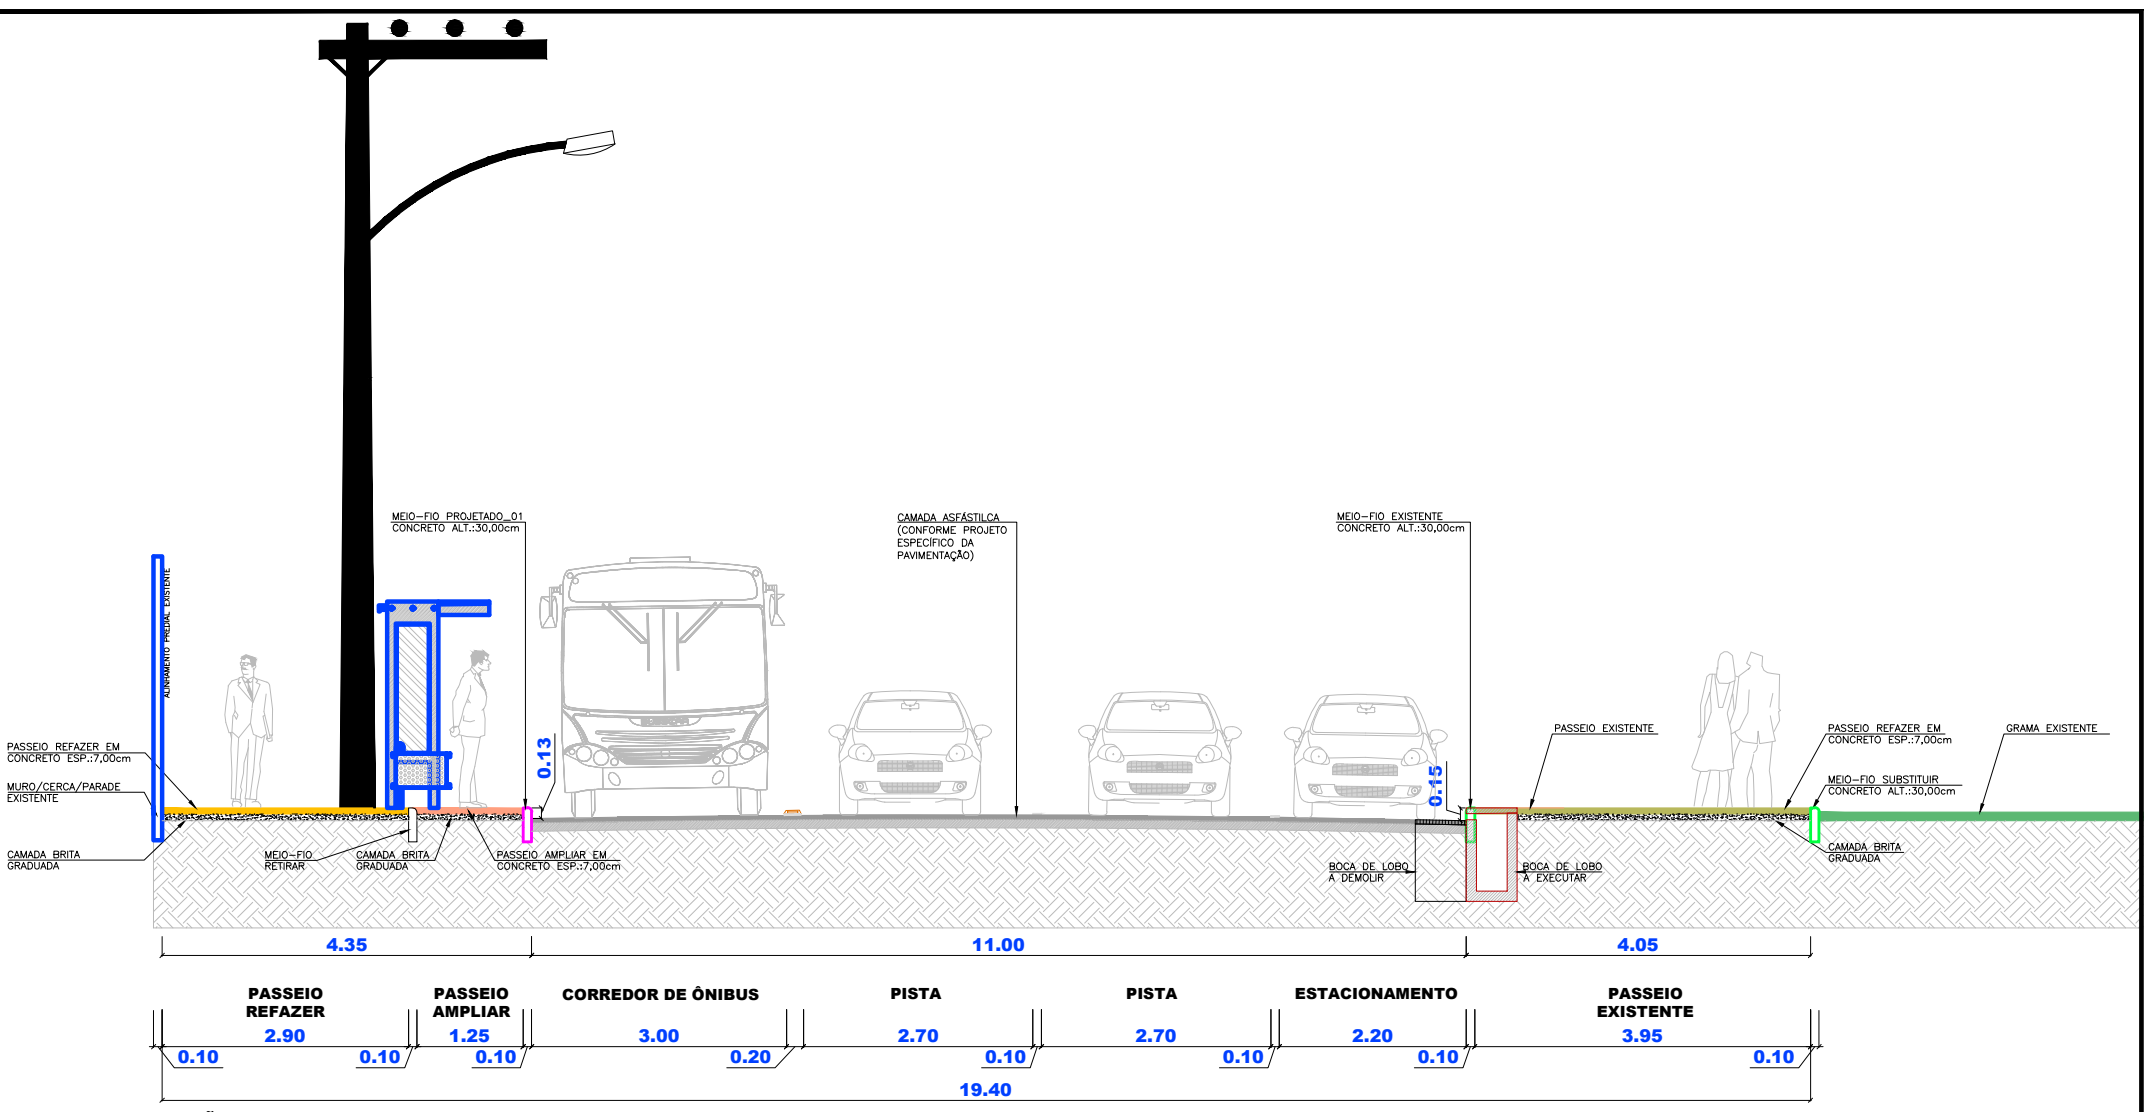 ALINHAMENTO PREDIAL EXISTENTE
MEIO-FIO PROJETADO_01
CONCRETO ALT.:30,00cm
CAMADA ASFÁSTILCA
(CONFORME PROJETO
ESPECÍFICO DA
PAVIMENTAÇÃO)
MEIO-FIO EXISTENTE
CONCRETO ALT.:30,00cm
PASSEIO REFAZER EM
CONCRETO ESP.:7,00cm
MURO/CERCA/PARADE
EXISTENTE
CAMADA BRITA
GRADUADA
MEIO-FIO
RETIRAR
CAMADA BRITA
GRADUADA
PASSEIO AMPLIAR EM
CONCRETO ESP.:7,00cm
0.13
0.15
BOCA DE LOBO
A DEMOLIR
BOCA DE LOBO
A EXECUTAR
PASSEIO EXISTENTE
PASSEIO REFAZER EM
CONCRETO ESP.:7,00cm
MEIO-FIO SUBSTITUIR
CONCRETO ALT.:30,00cm
CAMADA BRITA
GRADUADA
GRAMA EXISTENTE
4.35
11.00
4.05
PASSEIO
REFAZER
2.90
PASSEIO
AMPLIAR
1.25
CORREDOR DE ÔNIBUS
3.00
PISTA
2.70
PISTA
2.70
ESTACIONAMENTO
2.20
PASSEIO
EXISTENTE
3.95
0.10
0.10
0.10
0.20
0.10
0.10
0.10
0.10
19.40